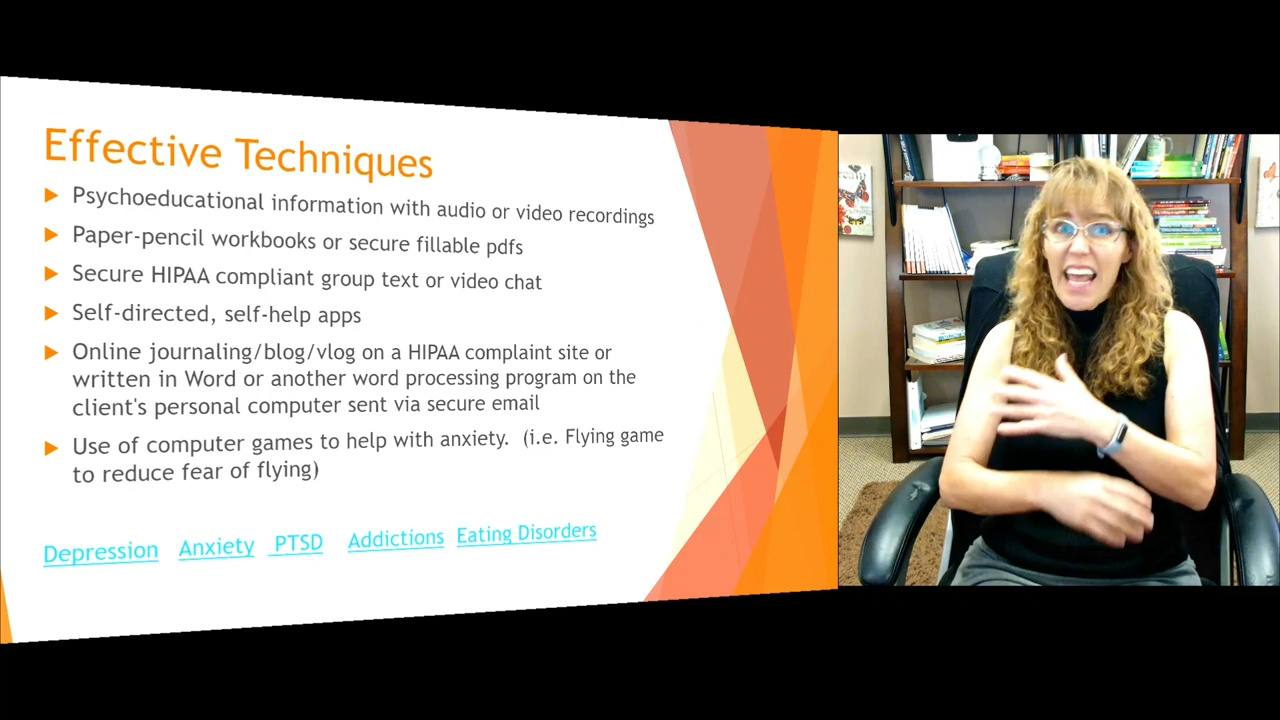 Effective Techniques
Psychoeducational information with audio or video recordings
Paper-pencil workbooks or secure fillable pdfs
Secure HIPAA compliant group text or video chat
Self-directed, self-help apps
Online journaling/blog/vlog on a HIPAA complaint site or
written in Word or another word processing program on the
client's personal computer sent via secure email
Use of computer games to help with anxiety. (i.e. Flying game
to reduce fear of flying)
Depression Anxiety PTSD Addictions Eating Disorders